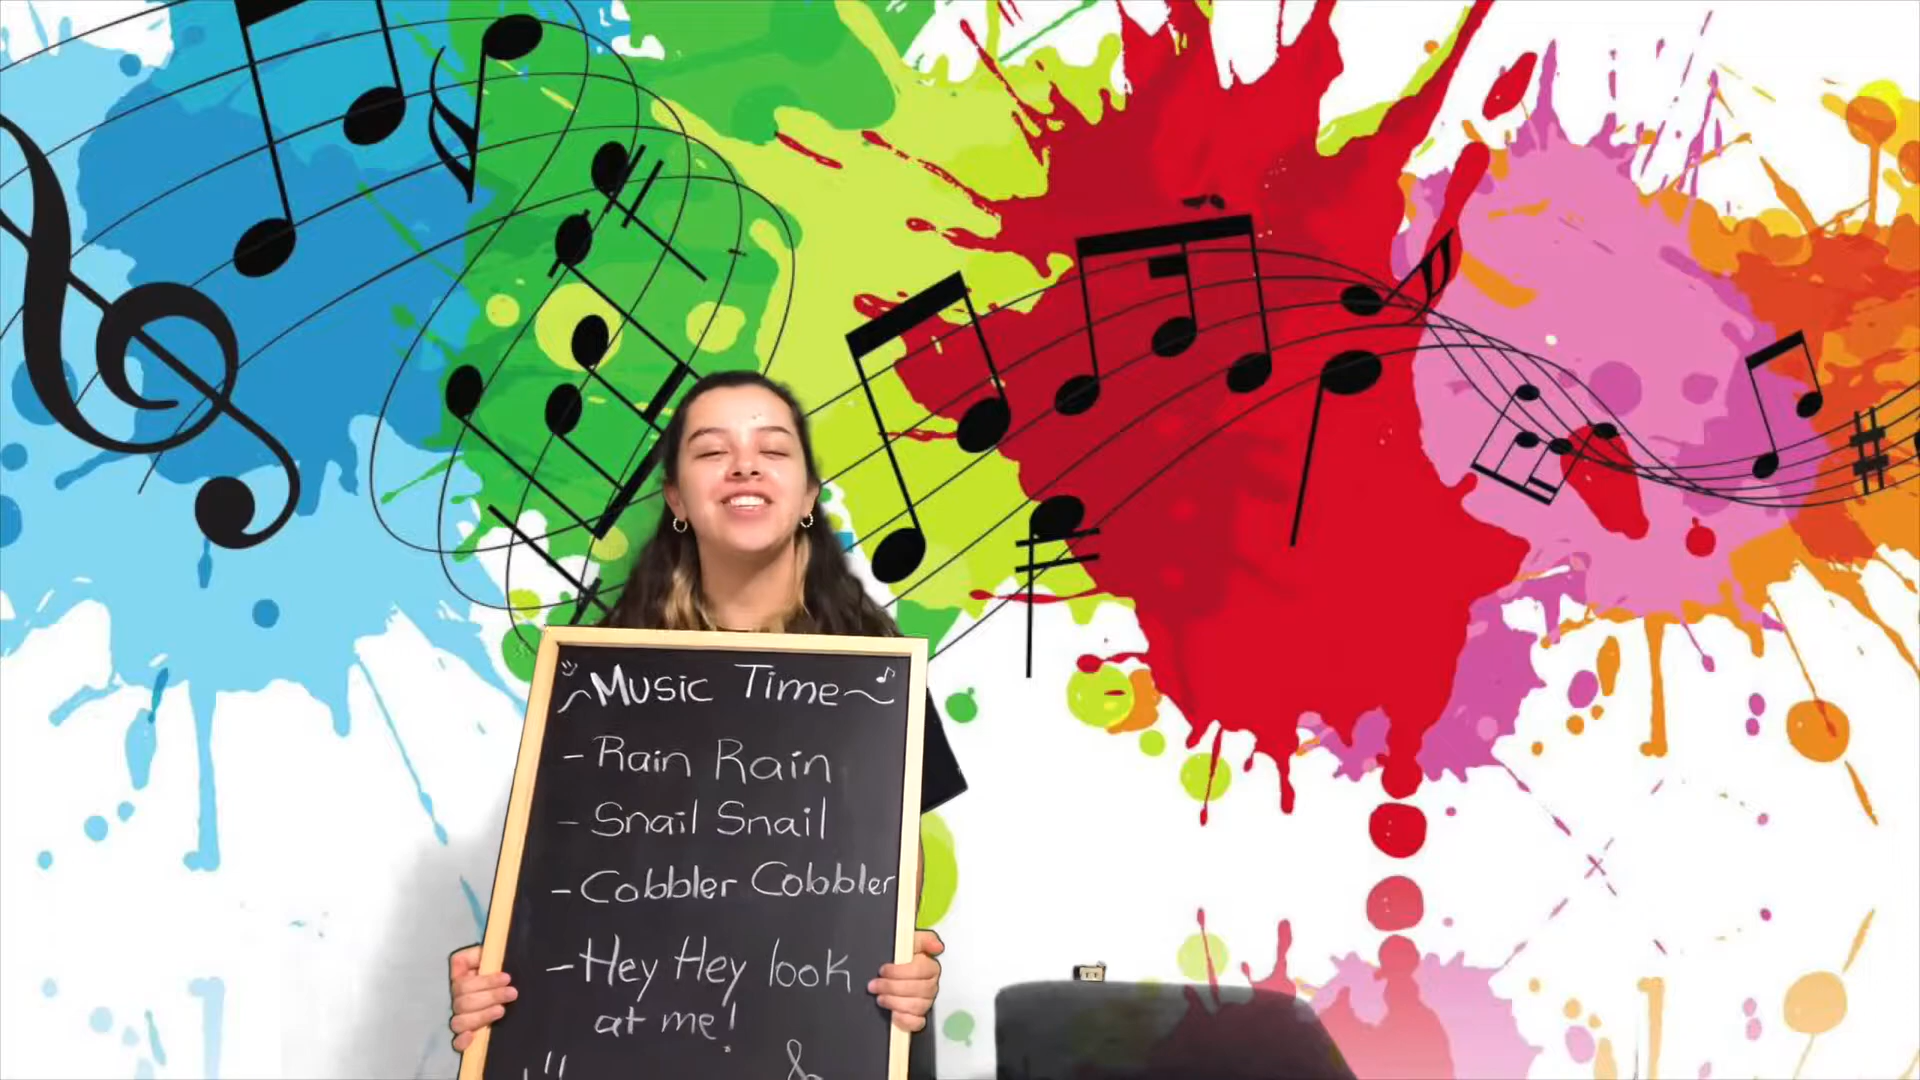 Music Time
- Rain Rain
- Snail Snail
- Cobbler Cobbler
- Hey Hey look
at me!